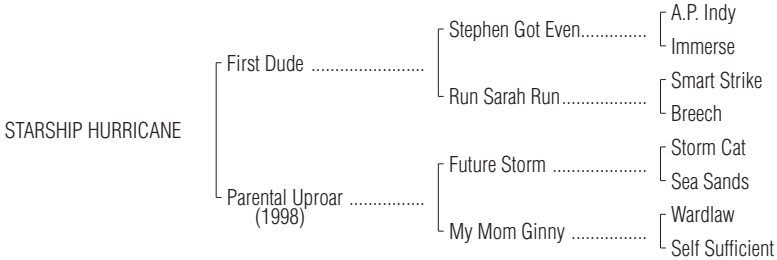 A.P. Indy
Stephen Got Even..............
Immerse
First Dude ........................
Smart Strike
Run Sarah Run..................
Breech
STARSHIP HURRICANE
Storm Cat
Future Storm ....................
Sea Sands
Parental Uproar ................
(1998)
Wardlaw
My Mom Ginny ................
Self Sufficient